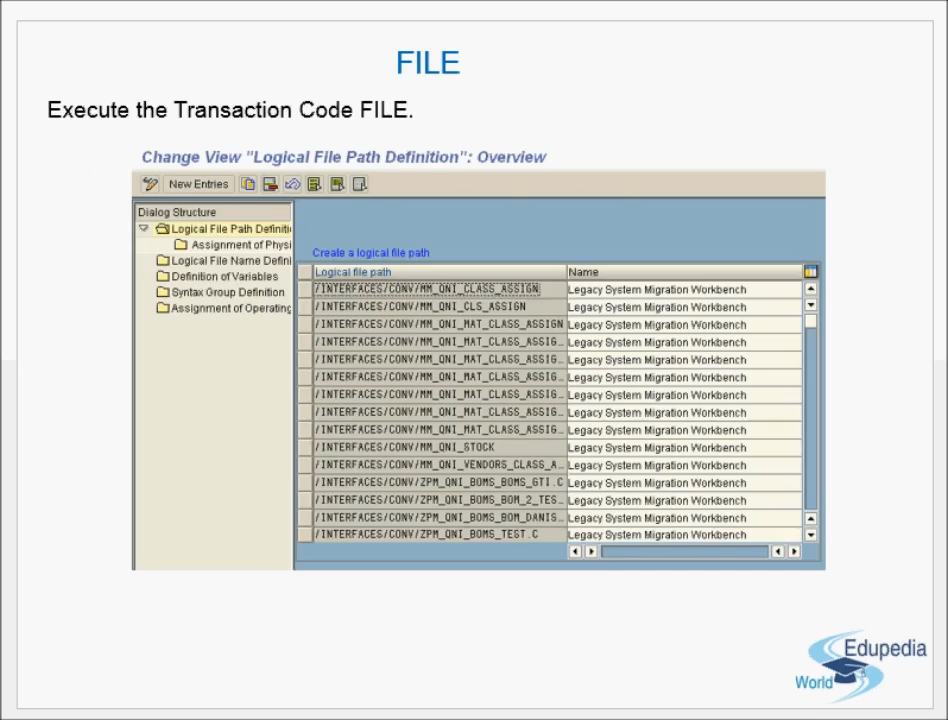 FILE
Execute the Transaction Code FILE.
Change View "Logical File Path Definition": Overview
New Entries
Dialog Structure
Logical File Path Definiti
Assignment of Physi
Logical File Name Defini
Definition of Variables
Syntax Group Definition
Assignment of Operating
Create a logical file path
Logical file path Name
/INTERFACES/CONV/MM_QNI_CLASS_ASSIGN Legacy System Migration Workbench
/INTERFACES/CONV/MM_QNI_CLS_ASSIGN Legacy System Migration Workbench
/INTERFACES/CONV/MM_QNI_MAT_CLASS_ASSIGN Legacy System Migration Workbench
/INTERFACES/CONV/MM_QNI_MAT_CLASS_ASSIG… Legacy System Migration Workbench
/INTERFACES/CONV/MM_QNI_MAT_CLASS_ASSIG… Legacy System Migration Workbench
/INTERFACES/CONV/MM_QNI_MAT_CLASS_ASSIG… Legacy System Migration Workbench
/INTERFACES/CONV/MM_QNI_MAT_CLASS_ASSIG… Legacy System Migration Workbench
/INTERFACES/CONV/MM_QNI_MAT_CLASS_ASSIG… Legacy System Migration Workbench
/INTERFACES/CONV/MM_QNI_MAT_CLASS_ASSIG… Legacy System Migration Workbench
/INTERFACES/CONV/MM_QNI_STOCK Legacy System Migration Workbench
/INTERFACES/CONV/MM_QNI_VENDORS_CLASS_A… Legacy System Migration Workbench
/INTERFACES/CONV/ZPM_QNI_BOMS_BOMS_GTI.C Legacy System Migration Workbench
/INTERFACES/CONV/ZPM_QNI_BOMS_BOM_2_TES… Legacy System Migration Workbench
/INTERFACES/CONV/ZPM_QNI_BOMS_BOM_DANIS… Legacy System Migration Workbench
/INTERFACES/CONV/ZPM_QNI_BOMS_TEST.C Legacy System Migration Workbench
Edupedia
World